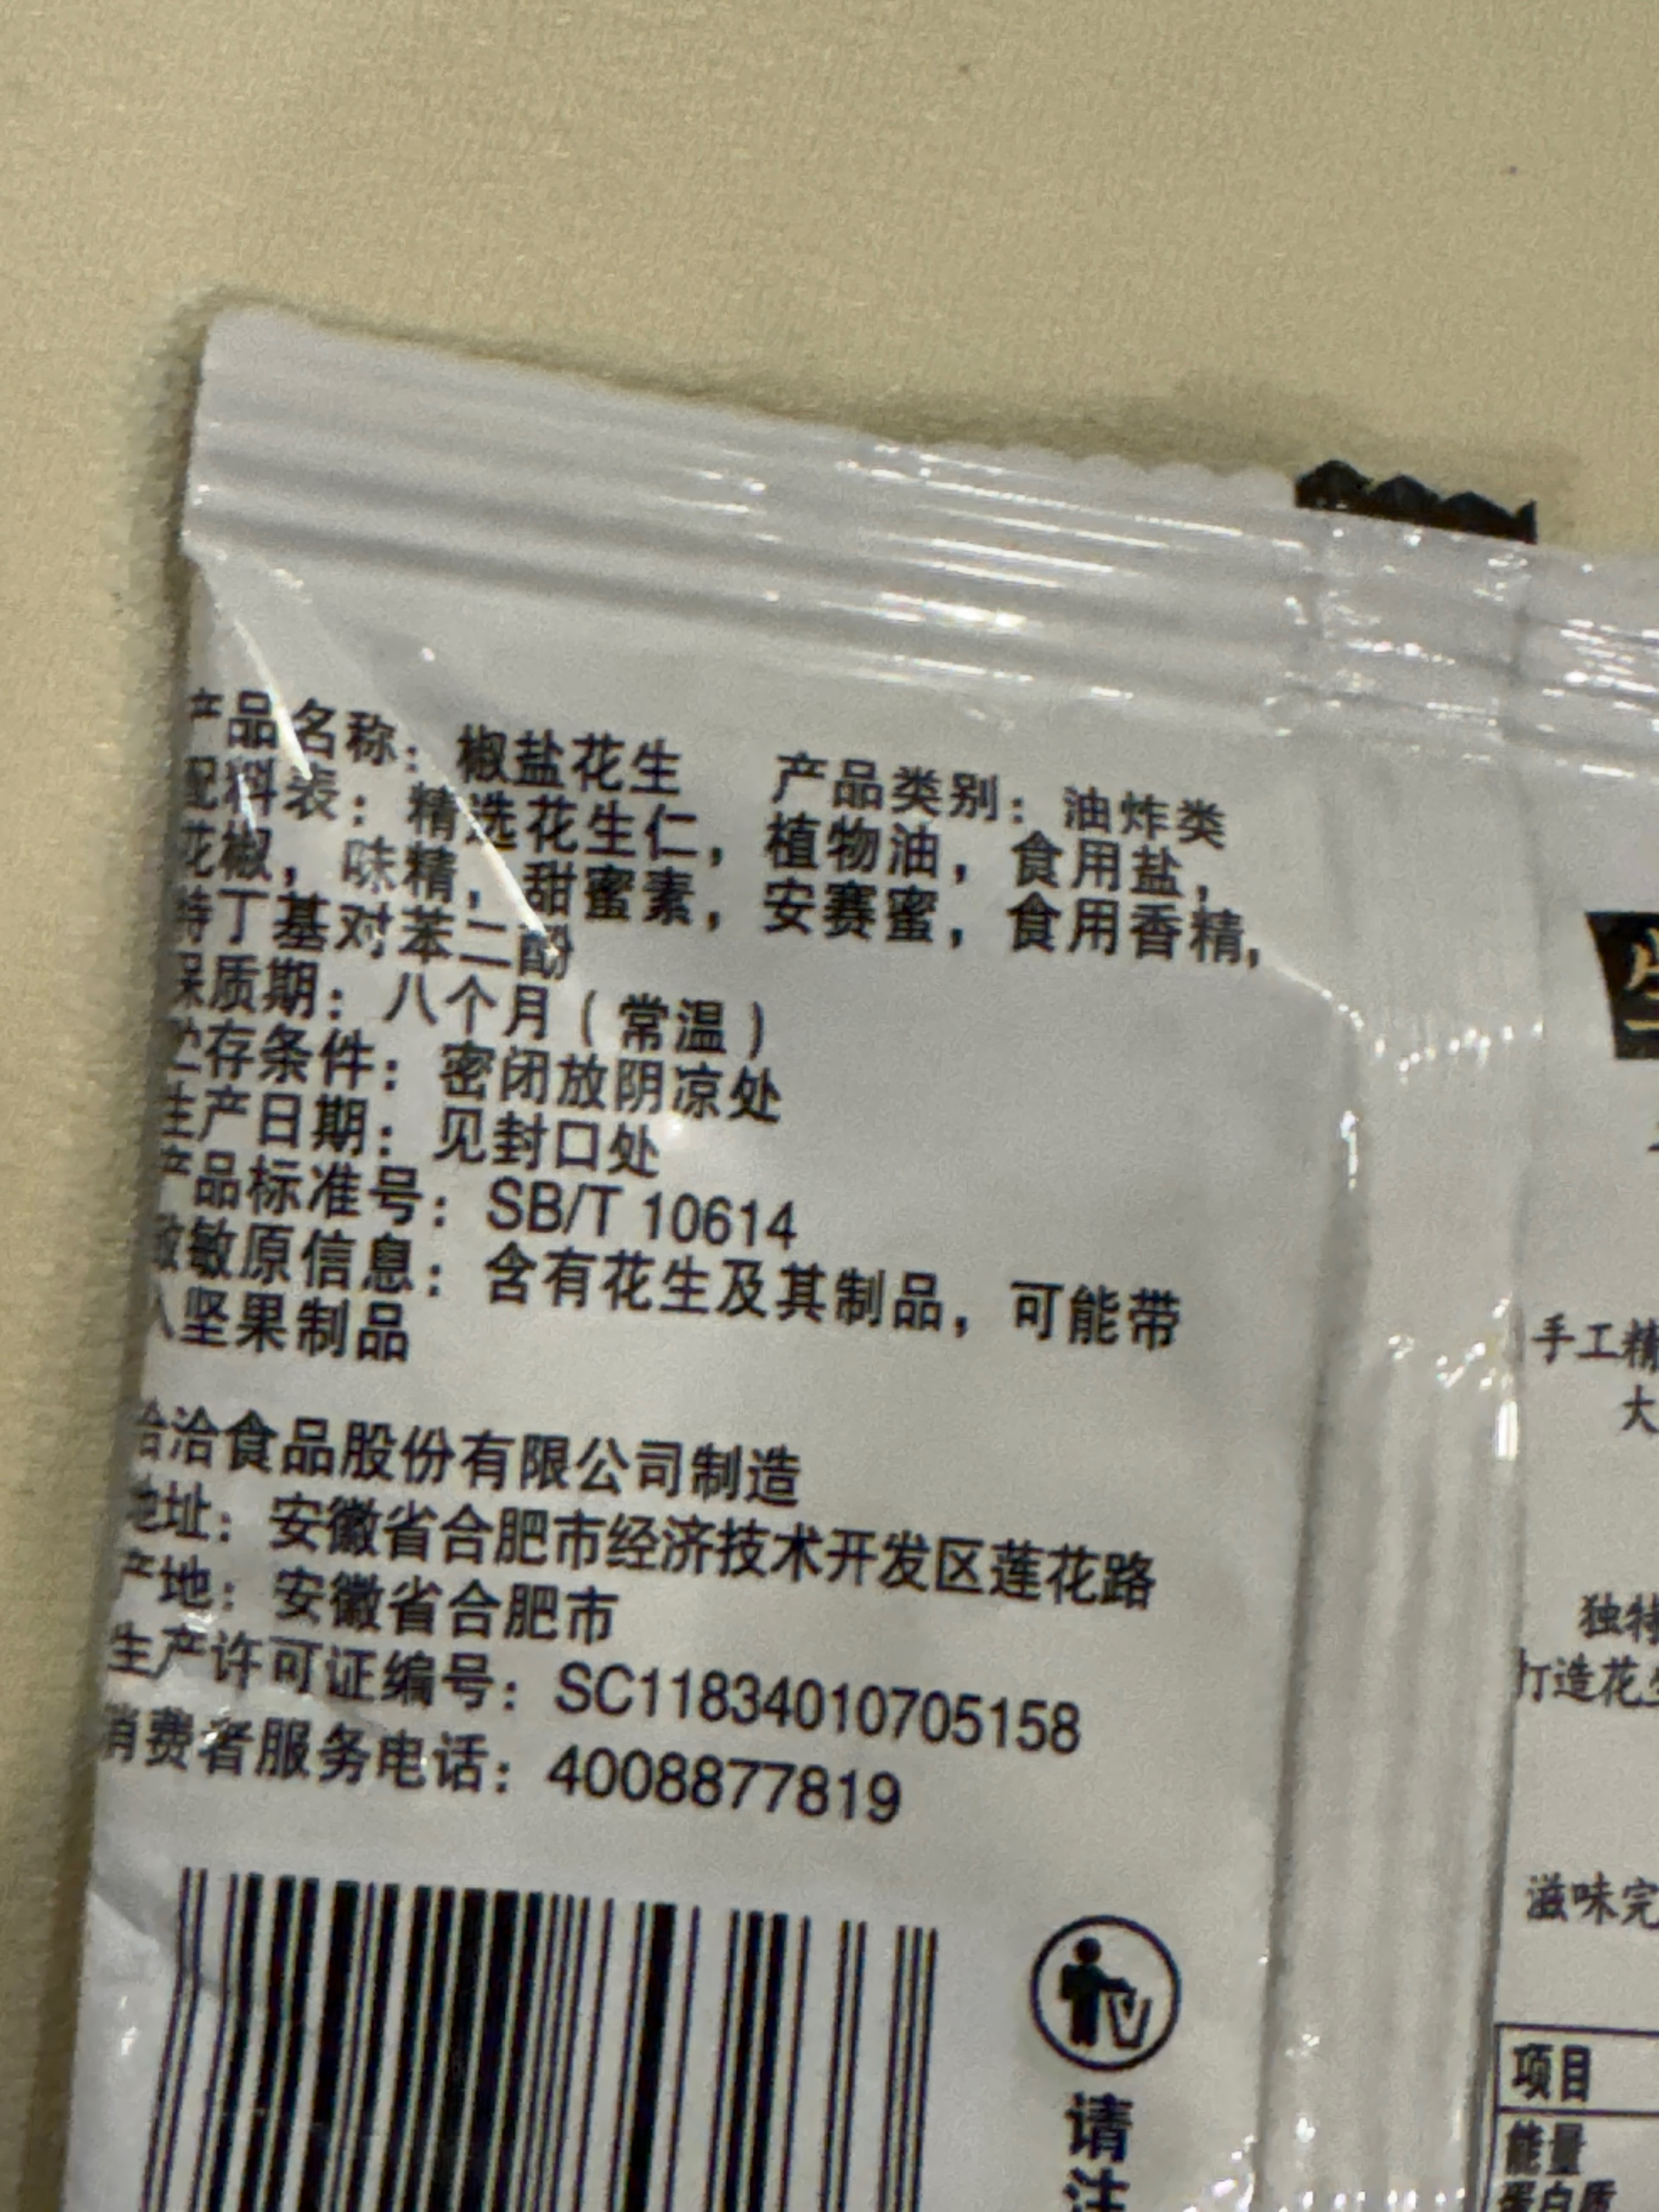 产品名称：椒盐花生 产品类别：油炸类
配料表：精选花生仁，植物油，食用盐，
花椒，味精，甜蜜素，安赛蜜，食用香精，
特丁基对苯二酚
保质期：八个月（常温）
贮存条件：密闭放阴凉处
生产日期：见封口处
产品标准号：SB/T 10614
致敏原信息：含有花生及其制品，可能带
入坚果制品
洽洽食品股份有限公司制造
地址：安徽省合肥市经济技术开发区莲花路
产地：安徽省合肥市
生产许可证编号：SC11834010705158
消费者服务电话：4008877819
请
注
手工精
大
独特
打造花生
滋味完
项目
能量
蛋白质